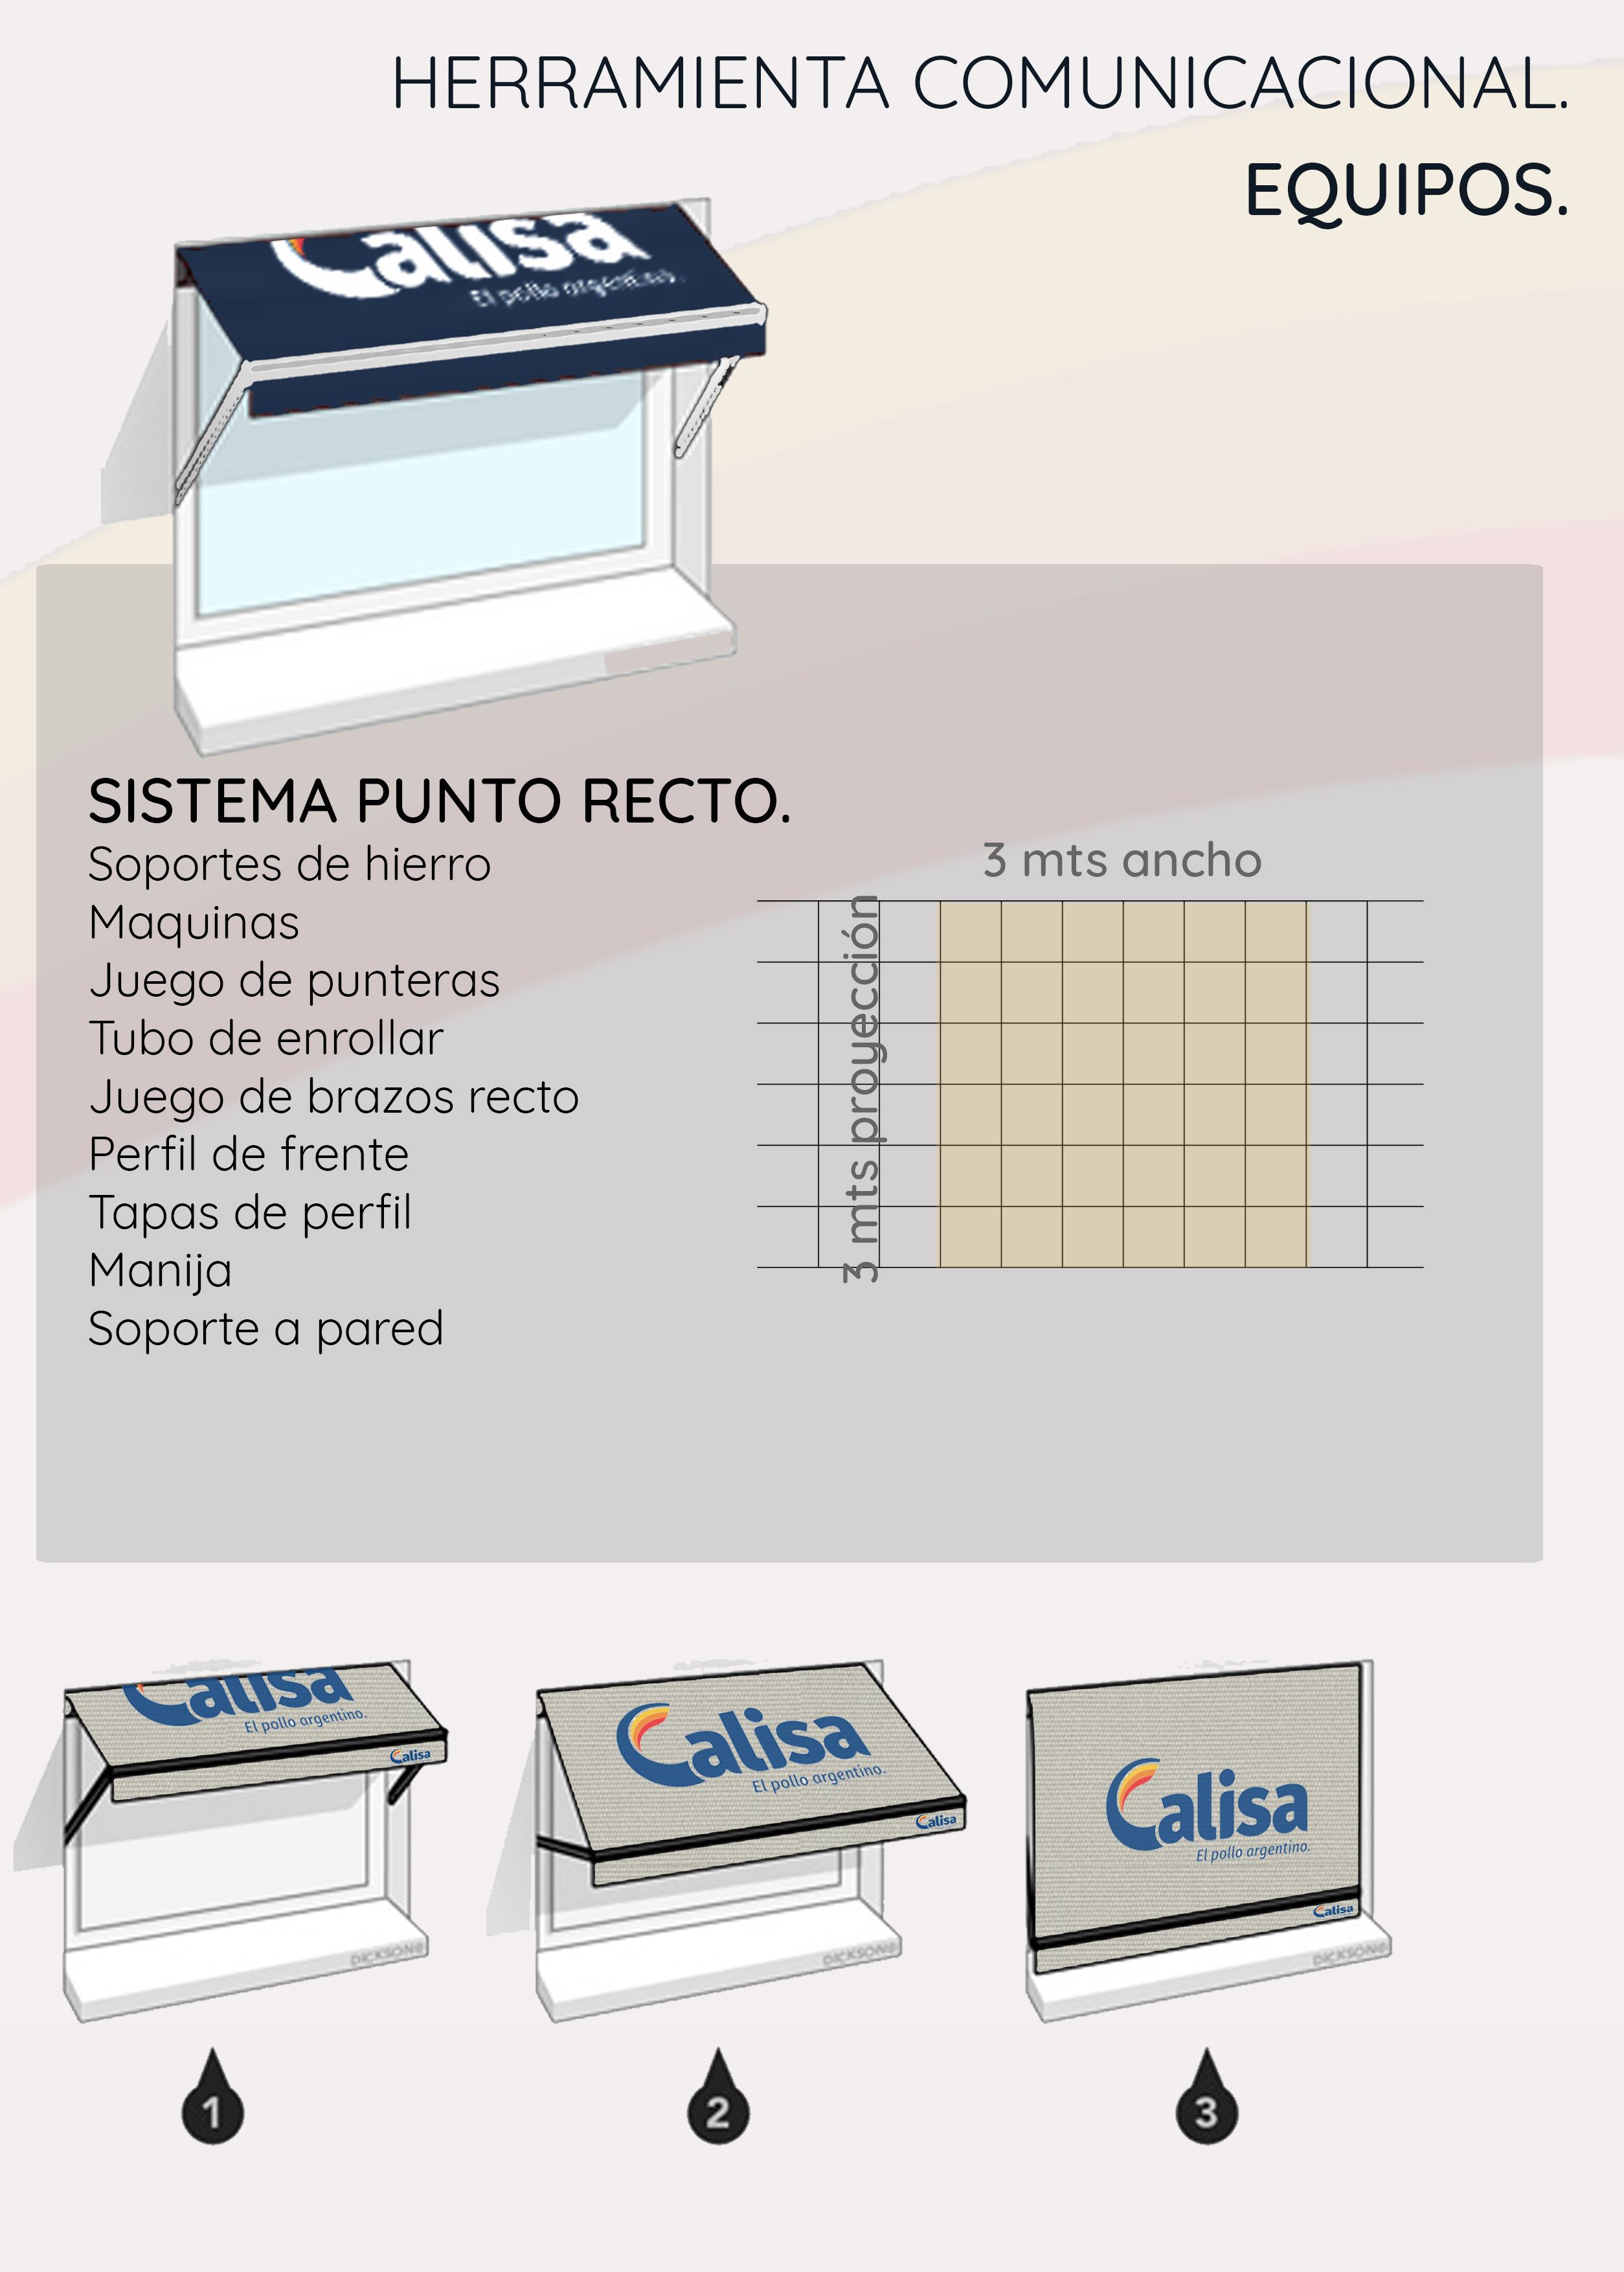 HERRAMIENTA COMUNICACIONAL.
EQUIPOS.
Calisa
El pollo argentino.
SISTEMA PUNTO RECTO.
Soportes de hierro
Maquinas
Juego de punteras
Tubo de enrollar
Juego de brazos recto
Perfil de frente
Tapas de perfil
Manija
Soporte a pared
3 mts ancho
3 mts proyección
Calisa
El pollo argentino.
Calisa
DICKSON®
1
Calisa
El pollo argentino.
Calisa
DICKSON®
2
Calisa
El pollo argentino.
Calisa
DICKSON®
3